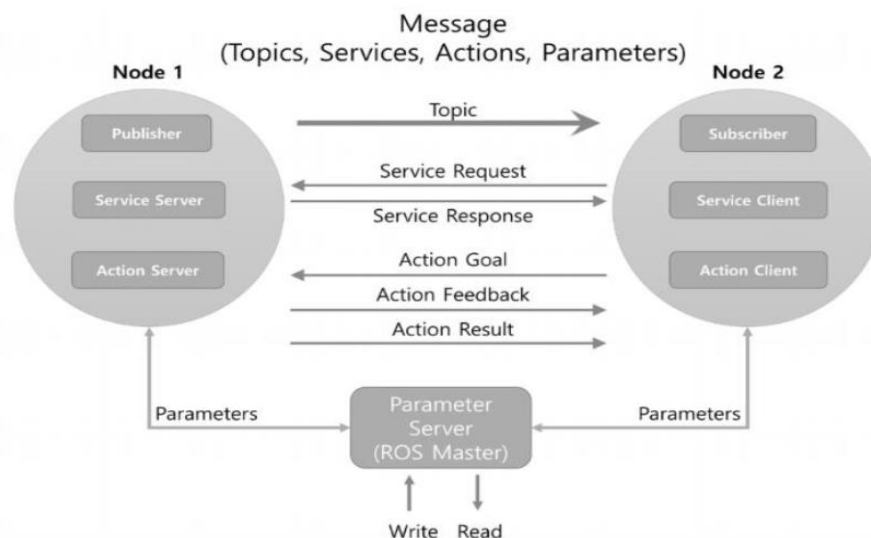 Message
(Topics, Services, Actions, Parameters)
Node 1
Node 2
Topic
Publisher
Subscriber
Service Request
Service Server
Service Client
Service Response
Action Goal
Action Server
Action Client
Action Feedback
Action Result
Parameters
Parameter
Server
(ROS Master)
Parameters
Write
Read